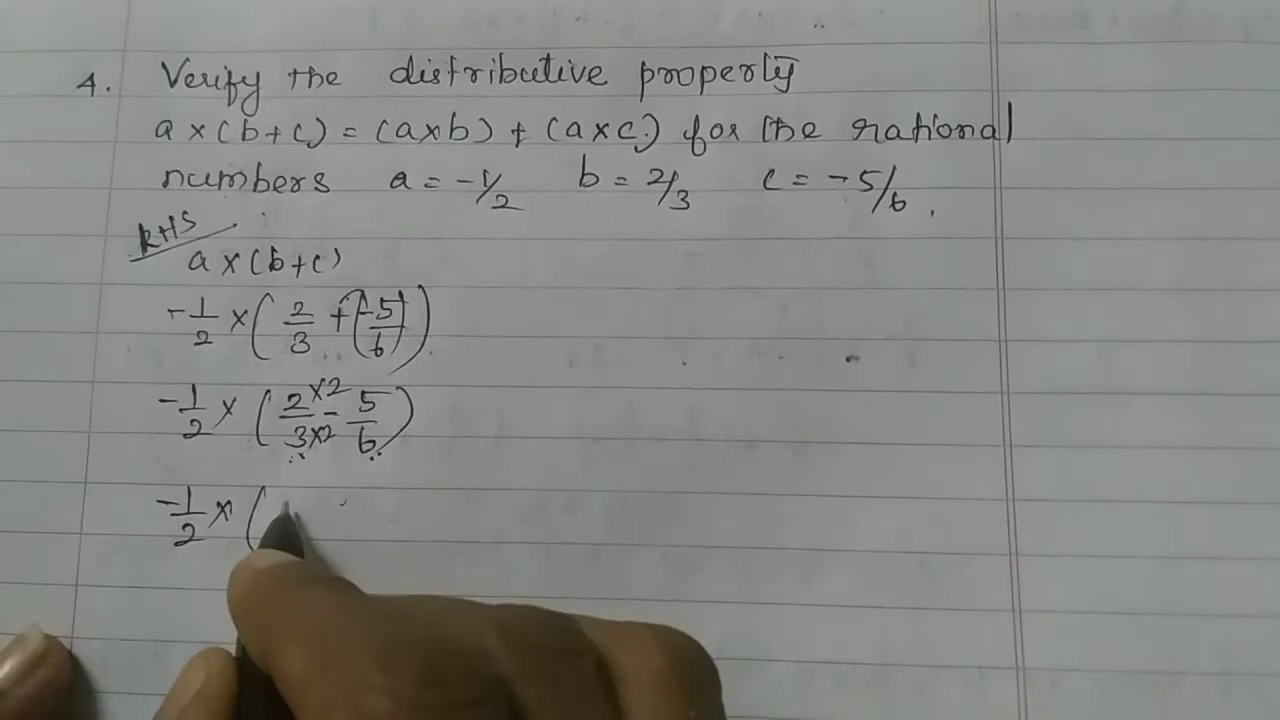 4. Verify the distributive property
a × (b + c) = (a × b) + (a × c) for the rational
numbers a = -1/2 b = 2/3 c = -5/6.
RHS
a × (b + c)
-1/2 × (2/3 + (-5/6))
-1/2 × (2×2/3×2 - 5/6)
-1/2 × (